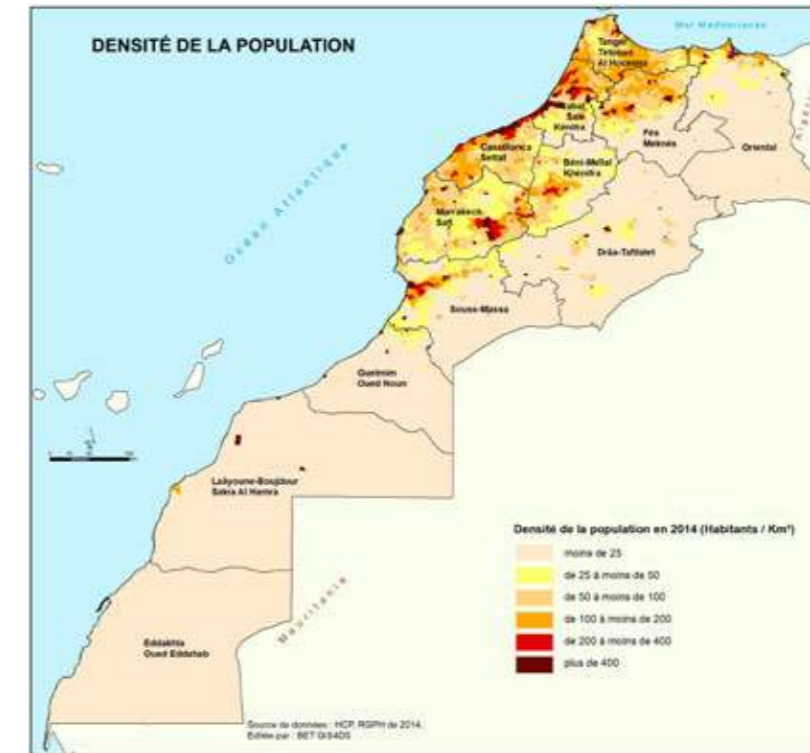 DENSITÉ DE LA POPULATION
Mer Méditerranée
Tanger
Tétouan
Al Hoceima
Rabat
Salé
Kénitra
Fès
Meknès
Oriental
Casablanca
Settat
Béni-Mellal
Khénifra
Océan Atlantique
Marrakech
Safi
Drâa-Tafilalet
Souss-Massa
Guelmim
Oued Noun
Laâyoune-Boujdour
Sakia Al Hamra
Densité de la population en 2014 (Habitants / Km²)
moins de 25
de 25 à moins de 50
de 50 à moins de 100
de 100 à moins de 200
de 200 à moins de 400
plus de 400
Mauritanie
Eddakhla
Oued Eddahab
Source de données : HCP, RGPH de 2014.
Editée par : BET GISADS